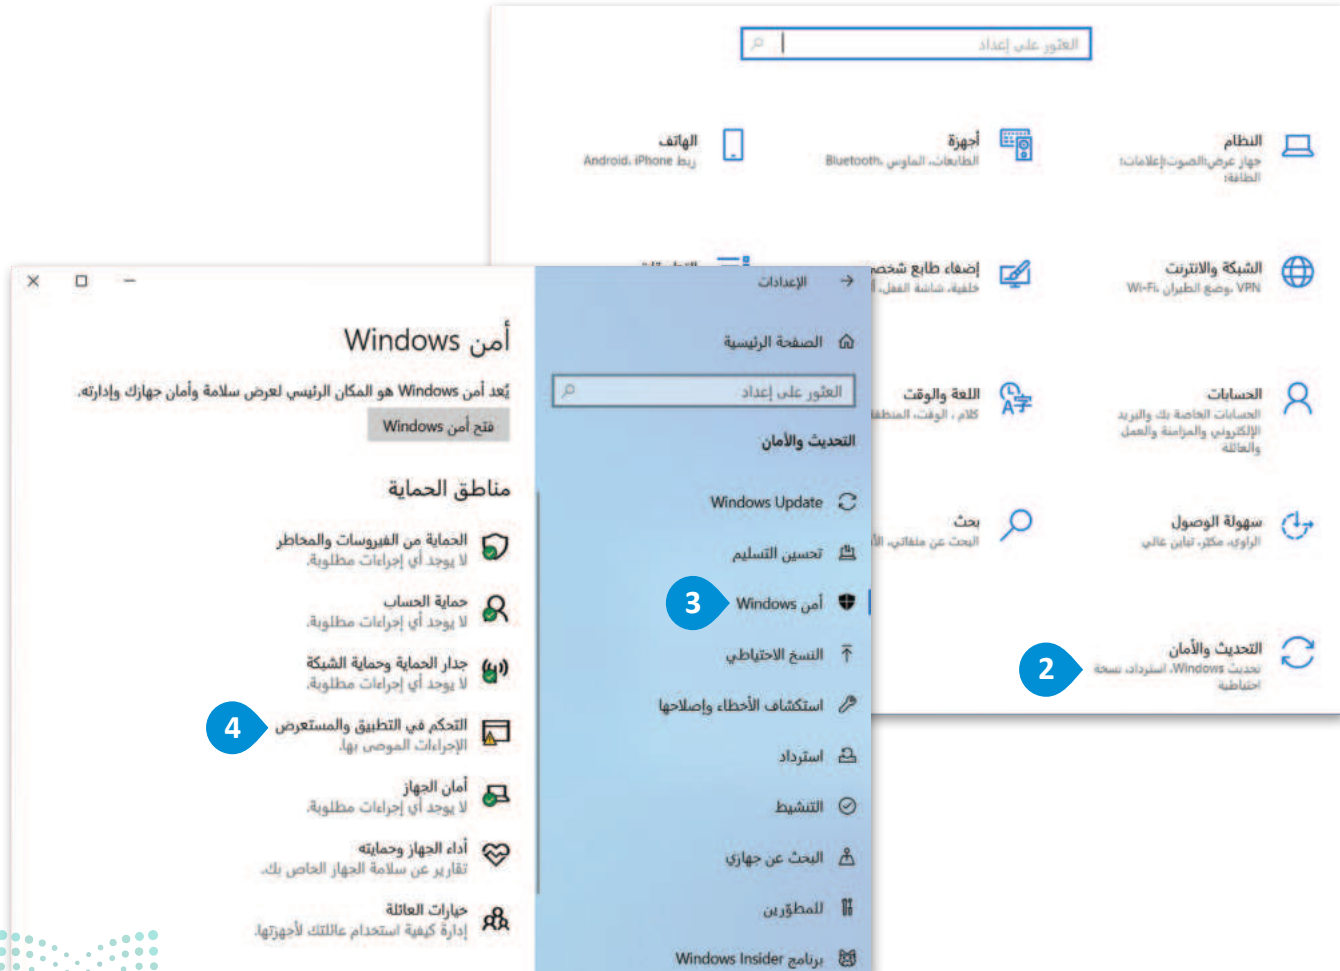 العثور على إعداد
النظام
جهاز عرض،الصوت،إعلامات،
الطاقة؛
أجهزة
الطابعات، الماوس ،Bluetooth
الهاتف
ربط Android، iPhone
الشبكة والانترنت
VPN ،وضع الطيران ،Wi-Fi
إضفاء طابع شخصـ
خلفية، شاشة القفل، أ
الحسابات
الحسابات الخاصة بك والبريد
الإلكتروني والمزامنة والعمل
والعائلة
اللغة والوقت
كلام ، الوقت، المنطقة
سهولة الوصول
الراوي، مكبّر، تباين عالي
بحث
البحث عن ملفاتي، الأ
التحديث والأمان
تحديث Windows، استرداد، نسخة
احتياطية
2
الإعدادات
الصفحة الرئيسية
العثور على إعداد
التحديث والأمان
Windows Update
تحسين التسليم
أمن Windows
3
النسخ الاحتياطي
استكشاف الأخطاء وإصلاحها
استرداد
التنشيط
البحث عن جهازي
للمطوّرين
برنامج Windows Insider
أمن Windows
يُعد أمن Windows هو المكان الرئيسي لعرض سلامة وأمان جهازك وإدارته.
فتح أمن Windows
مناطق الحماية
الحماية من الفيروسات والمخاطر
لا يوجد أي إجراءات مطلوبة.
حماية الحساب
لا يوجد أي إجراءات مطلوبة.
جدار الحماية وحماية الشبكة
لا يوجد أي إجراءات مطلوبة.
التحكم في التطبيق والمستعرض
4
الإجراءات الموصى بها.
أمان الجهاز
لا يوجد أي إجراءات مطلوبة.
أداء الجهاز وحمايته
تقارير عن سلامة الجهاز الخاص بك.
خيارات العائلة
إدارة كيفية استخدام عائلتك لأجهزتها.